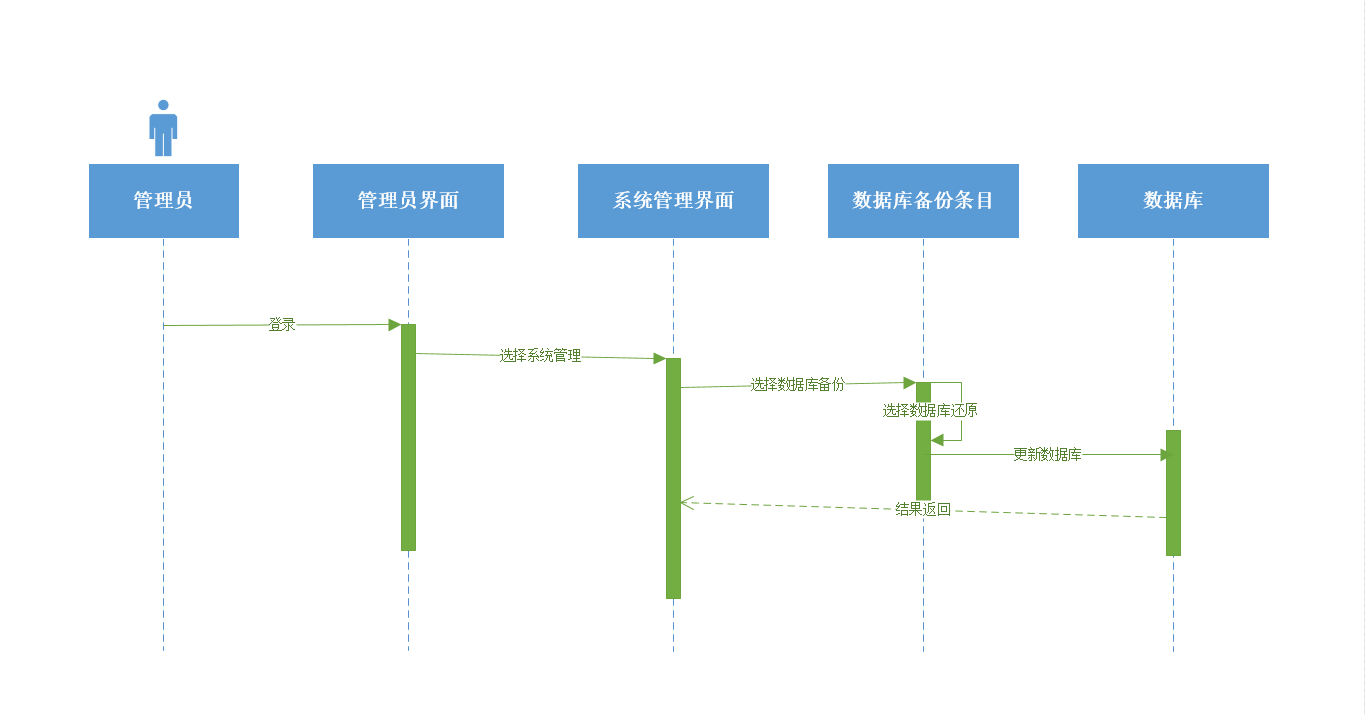 管理员
管理员界面
系统管理界面
数据库备份条目
数据库
登录
选择系统管理
选择数据库备份
选择数据库还原
更新数据库
结果返回